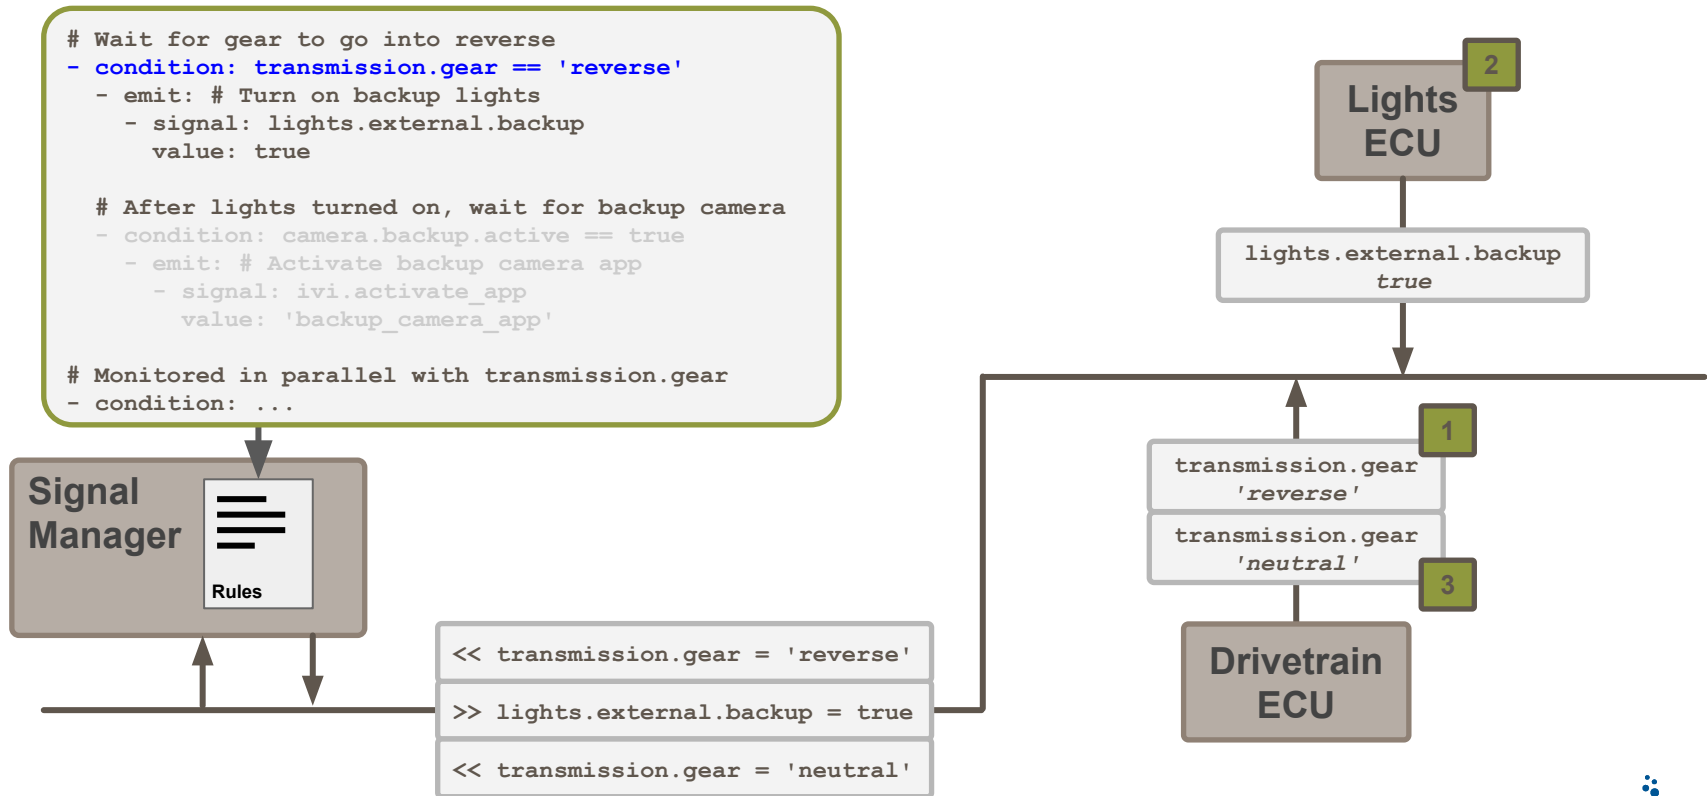 # Wait for gear to go into reverse
- condition: transmission.gear == 'reverse'
  - emit: # Turn on backup lights
    - signal: lights.external.backup
      value: true
  # After lights turned on, wait for backup camera
  - condition: camera.backup.active == true
    - emit: # Activate backup camera app
      - signal: ivi.activate_app
        value: 'backup_camera_app'
# Monitored in parallel with transmission.gear
- condition: ...
Signal
Manager
Rules
<< transmission.gear = 'reverse'
>> lights.external.backup = true
<< transmission.gear = 'neutral'
2
Lights
ECU
lights.external.backup
true
1
transmission.gear
'reverse'
transmission.gear
'neutral'
3
Drivetrain
ECU